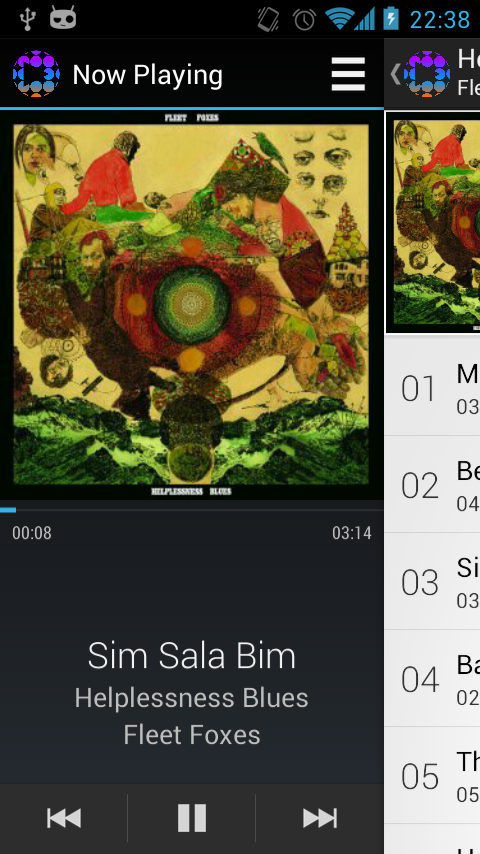 22:38
Now Playing
FLEET FOXES
HELPLESSNESS BLUES
00:08
03:14
Sim Sala Bim
Helplessness Blues
Fleet Foxes
He
Fle
01
M
03
02
Be
04
03
Si
03
04
Ba
02
05
Th
05